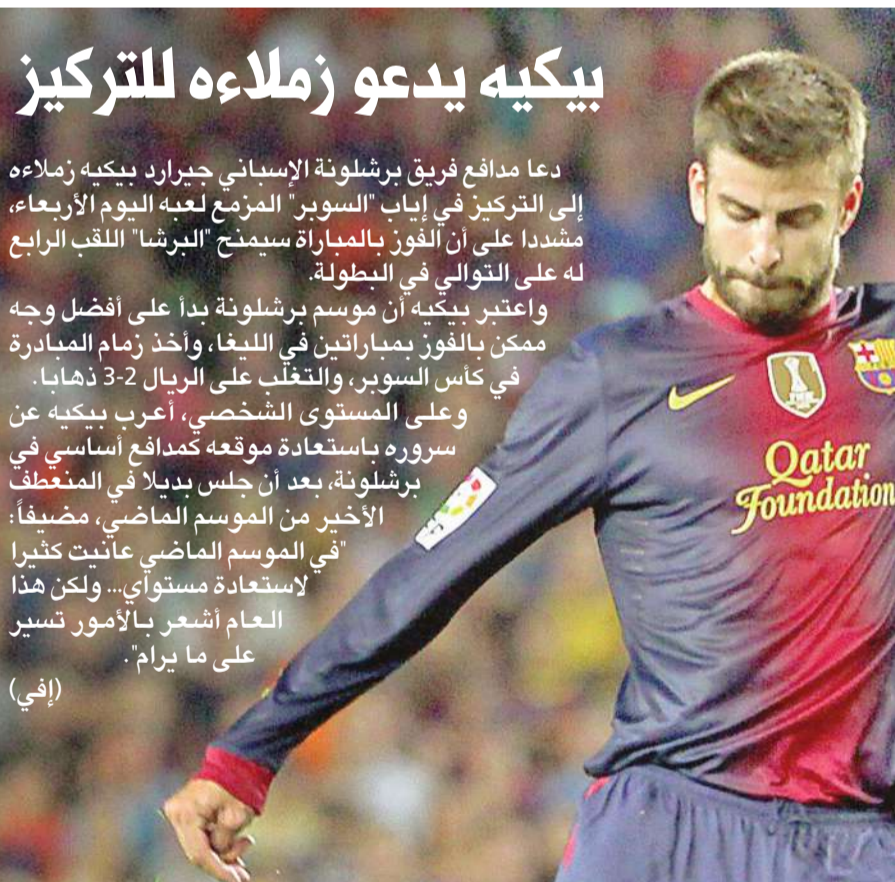 بيكيه يدعو زملاءه للتركيز
دعا مدافع فريق برشلونة الإسباني جيرارد بيكيه زملاءه
إلى التركيز في إياب "السوبر" المزمع لعبه اليوم الأربعاء،
مشددا على أن الفوز بالمباراة سيمنح "البرشا" اللقب الرابع
له على التوالي في البطولة.
واعتبر بيكيه أن موسم برشلونة بدأ على أفضل وجه
ممكن بالفوز بمباراتين في الليغا، وأخذ زمام المبادرة
في كأس السوبر، والتغلب على الريال 2-3 ذهابا.
وعلى المستوى الشخصي، أعرب بيكيه عن
سروره باستعادة موقعه كمدافع أساسي في
برشلونة، بعد أن جلس بديلا في المنعطف
الأخير من الموسم الماضي، مضيفاً:
"في الموسم الماضي عانيت كثيرا
لاستعادة مستواي... ولكن هذا
العام أشعر بالأمور تسير
على ما يرام".
(إفي)
Qatar
Foundation